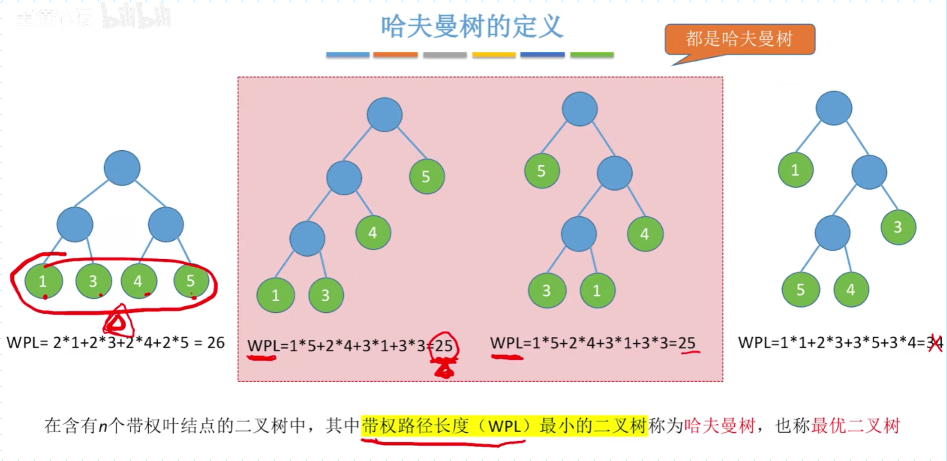 bilibili
哈夫曼树的定义
都是哈夫曼树
5
5
1
4
4
3
1
3
4
5
1
3
3
1
5
4
WPL= 2*1+2*3+2*4+2*5 = 26
WPL=1*5+2*4+3*1+3*3=25
WPL=1*5+2*4+3*1+3*3=25
WPL=1*1+2*3+3*5+3*4=34
在含有n个带权叶结点的二叉树中，其中带权路径长度（WPL）最小的二叉树称为哈夫曼树，也称最优二叉树